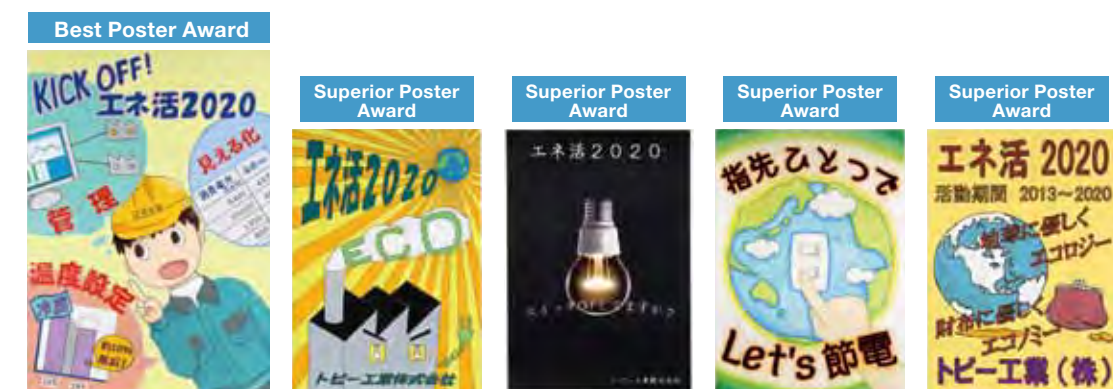 Best Poster Award
KICK OFF!
エネ活2020
見える化
管理
温度設定
Superior Poster
Award
エネ活2020
ECO
トピー工業株式会社
Superior Poster
Award
エネ活2020
Superior Poster
Award
指先ひとつで
Let's 節電
Superior Poster
Award
エネ活 2020
活動期間 2013~2020
地球に優しく
エコロジー
財布に優しく
エコノミー
トピー工業(株)